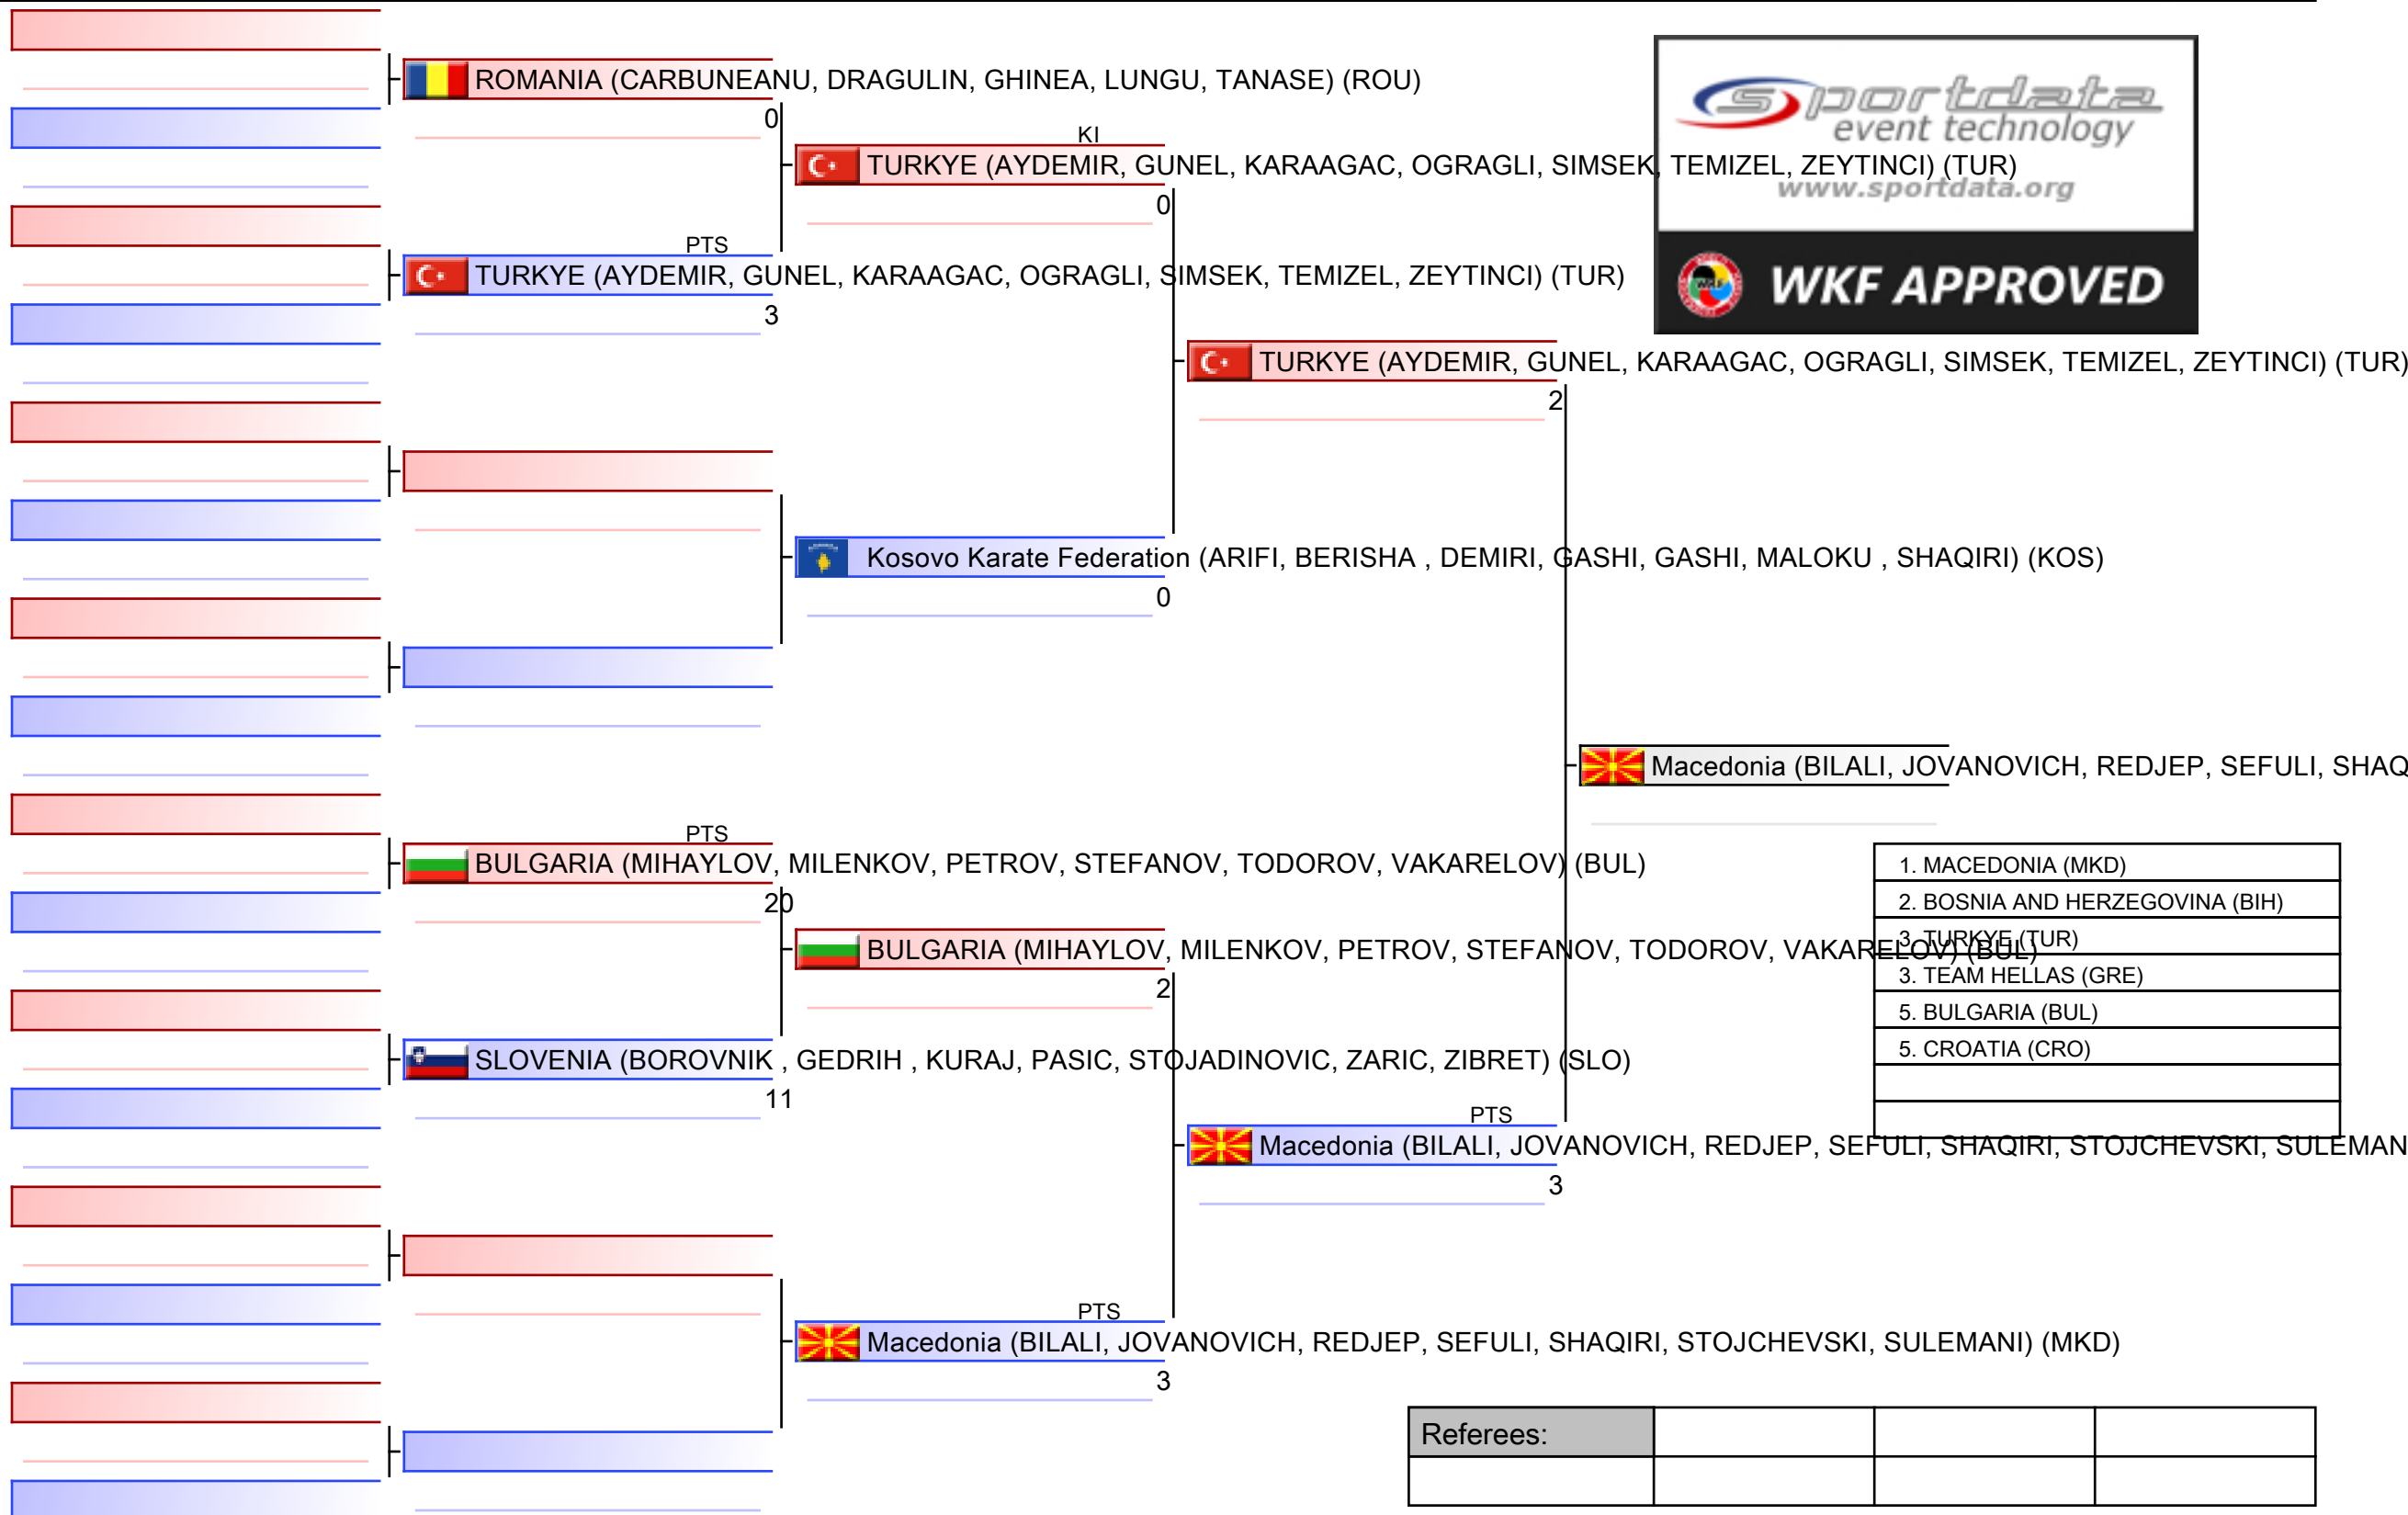 ROMANIA (CARBUNEANU, DRAGULIN, GHINEA, LUNGU, TANASE) (ROU)
0
KI
TURKYE (AYDEMIR, GUNEL, KARAAGAC, OGRAGLI, SIMSEK, TEMIZEL, ZEYTINCI) (TUR)
0
sportdata
event technology
www.sportdata.org
WKF APPROVED
PTS
TURKYE (AYDEMIR, GUNEL, KARAAGAC, OGRAGLI, SIMSEK, TEMIZEL, ZEYTINCI) (TUR)
3
TURKYE (AYDEMIR, GUNEL, KARAAGAC, OGRAGLI, SIMSEK, TEMIZEL, ZEYTINCI) (TUR)
2
Kosovo Karate Federation (ARIFI, BERISHA , DEMIRI, GASHI, GASHI, MALOKU , SHAQIRI) (KOS)
0
Macedonia (BILALI, JOVANOVICH, REDJEP, SEFULI, SHAQ
PTS
BULGARIA (MIHAYLOV, MILENKOV, PETROV, STEFANOV, TODOROV, VAKARELOV) (BUL)
20
BULGARIA (MIHAYLOV, MILENKOV, PETROV, STEFANOV, TODOROV, VAKARELOV) (BUL)
2
1. MACEDONIA (MKD)
2. BOSNIA AND HERZEGOVINA (BIH)
3. TURKYE (TUR)
3. TEAM HELLAS (GRE)
5. BULGARIA (BUL)
5. CROATIA (CRO)
SLOVENIA (BOROVNIK , GEDRIH , KURAJ, PASIC, STOJADINOVIC, ZARIC, ZIBRET) (SLO)
11
PTS
Macedonia (BILALI, JOVANOVICH, REDJEP, SEFULI, SHAQIRI, STOJCHEVSKI, SULEMAN
3
PTS
Macedonia (BILALI, JOVANOVICH, REDJEP, SEFULI, SHAQIRI, STOJCHEVSKI, SULEMANI) (MKD)
3
Referees: